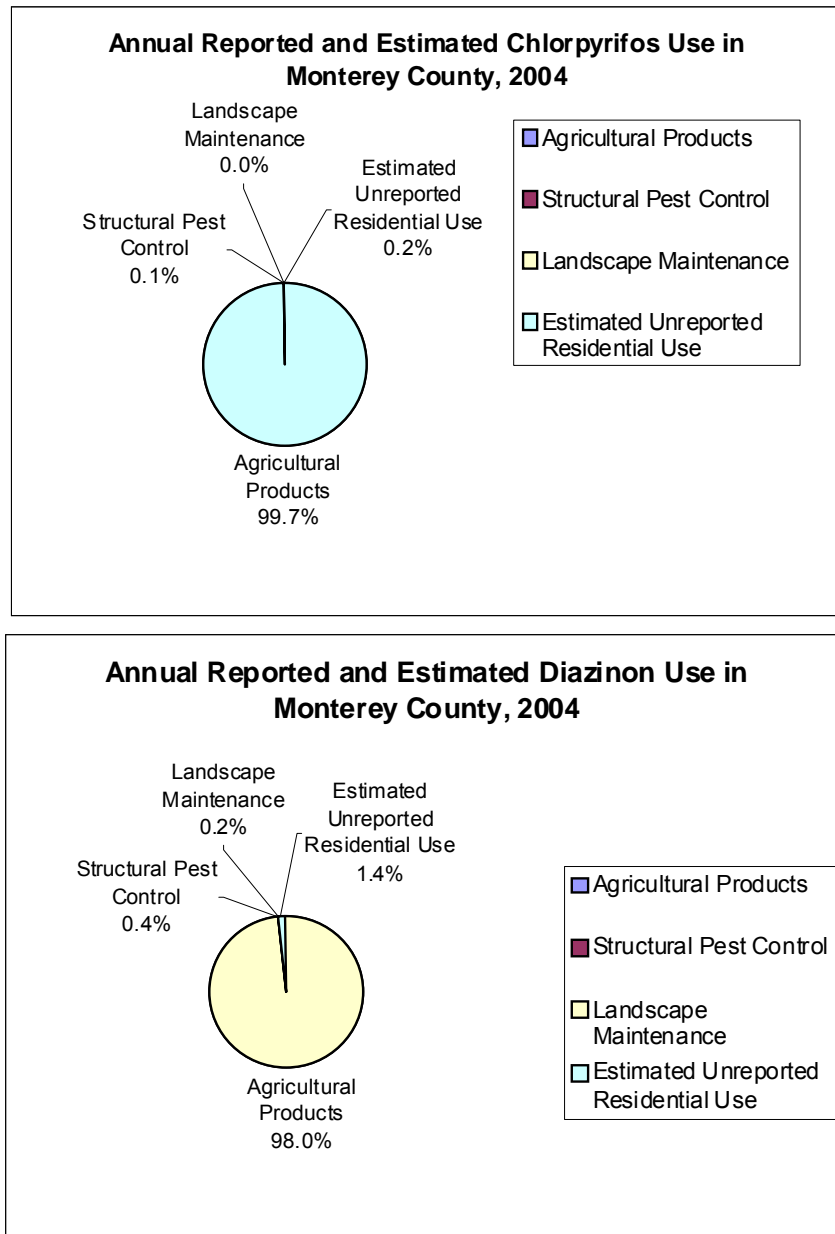 Annual Reported and Estimated Chlorpyrifos Use in
Monterey County, 2004
Landscape
Maintenance
0.0%
Estimated
Unreported
Residential Use
0.2%
Structural Pest
Control
0.1%
Agricultural
Products
99.7%
Agricultural Products
Structural Pest Control
Landscape Maintenance
Estimated Unreported
Residential Use
Annual Reported and Estimated Diazinon Use in
Monterey County, 2004
Landscape
Maintenance
0.2%
Estimated
Unreported
Residential Use
1.4%
Structural Pest
Control
0.4%
Agricultural
Products
98.0%
Agricultural Products
Structural Pest Control
Landscape
Maintenance
Estimated Unreported
Residential Use